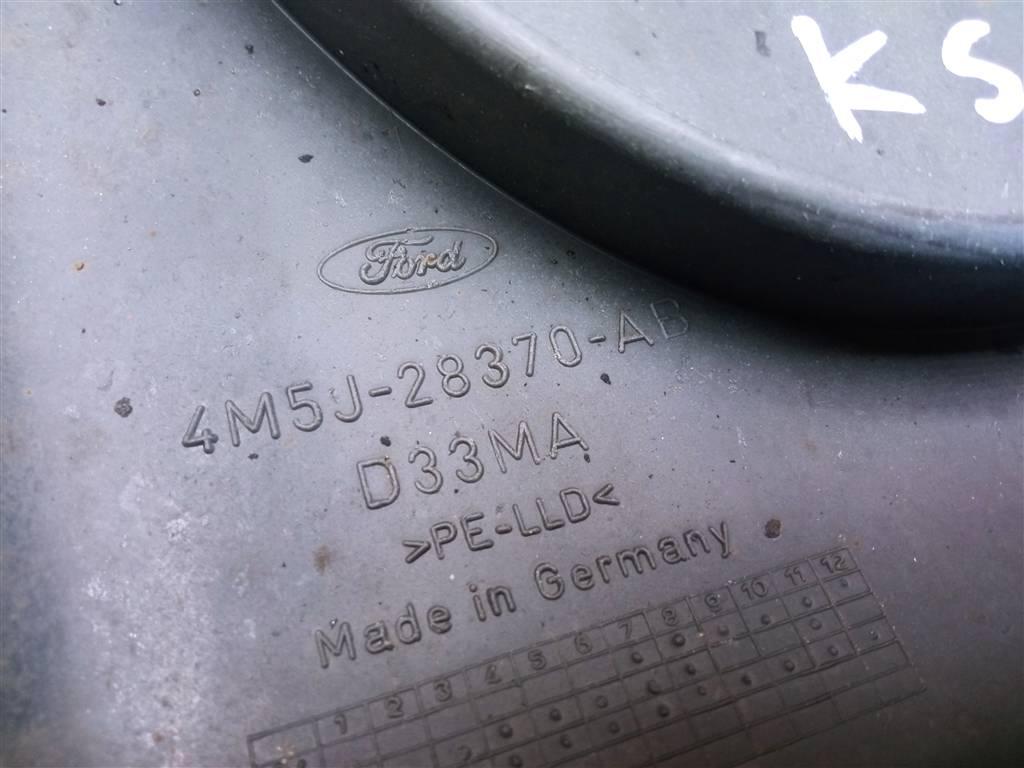 KS
Ford
4M5J-28370-AB
D33MA
>PE-LLD<
Made in Germany
1 2 3 4 5 6 7 8 9 10 11 12